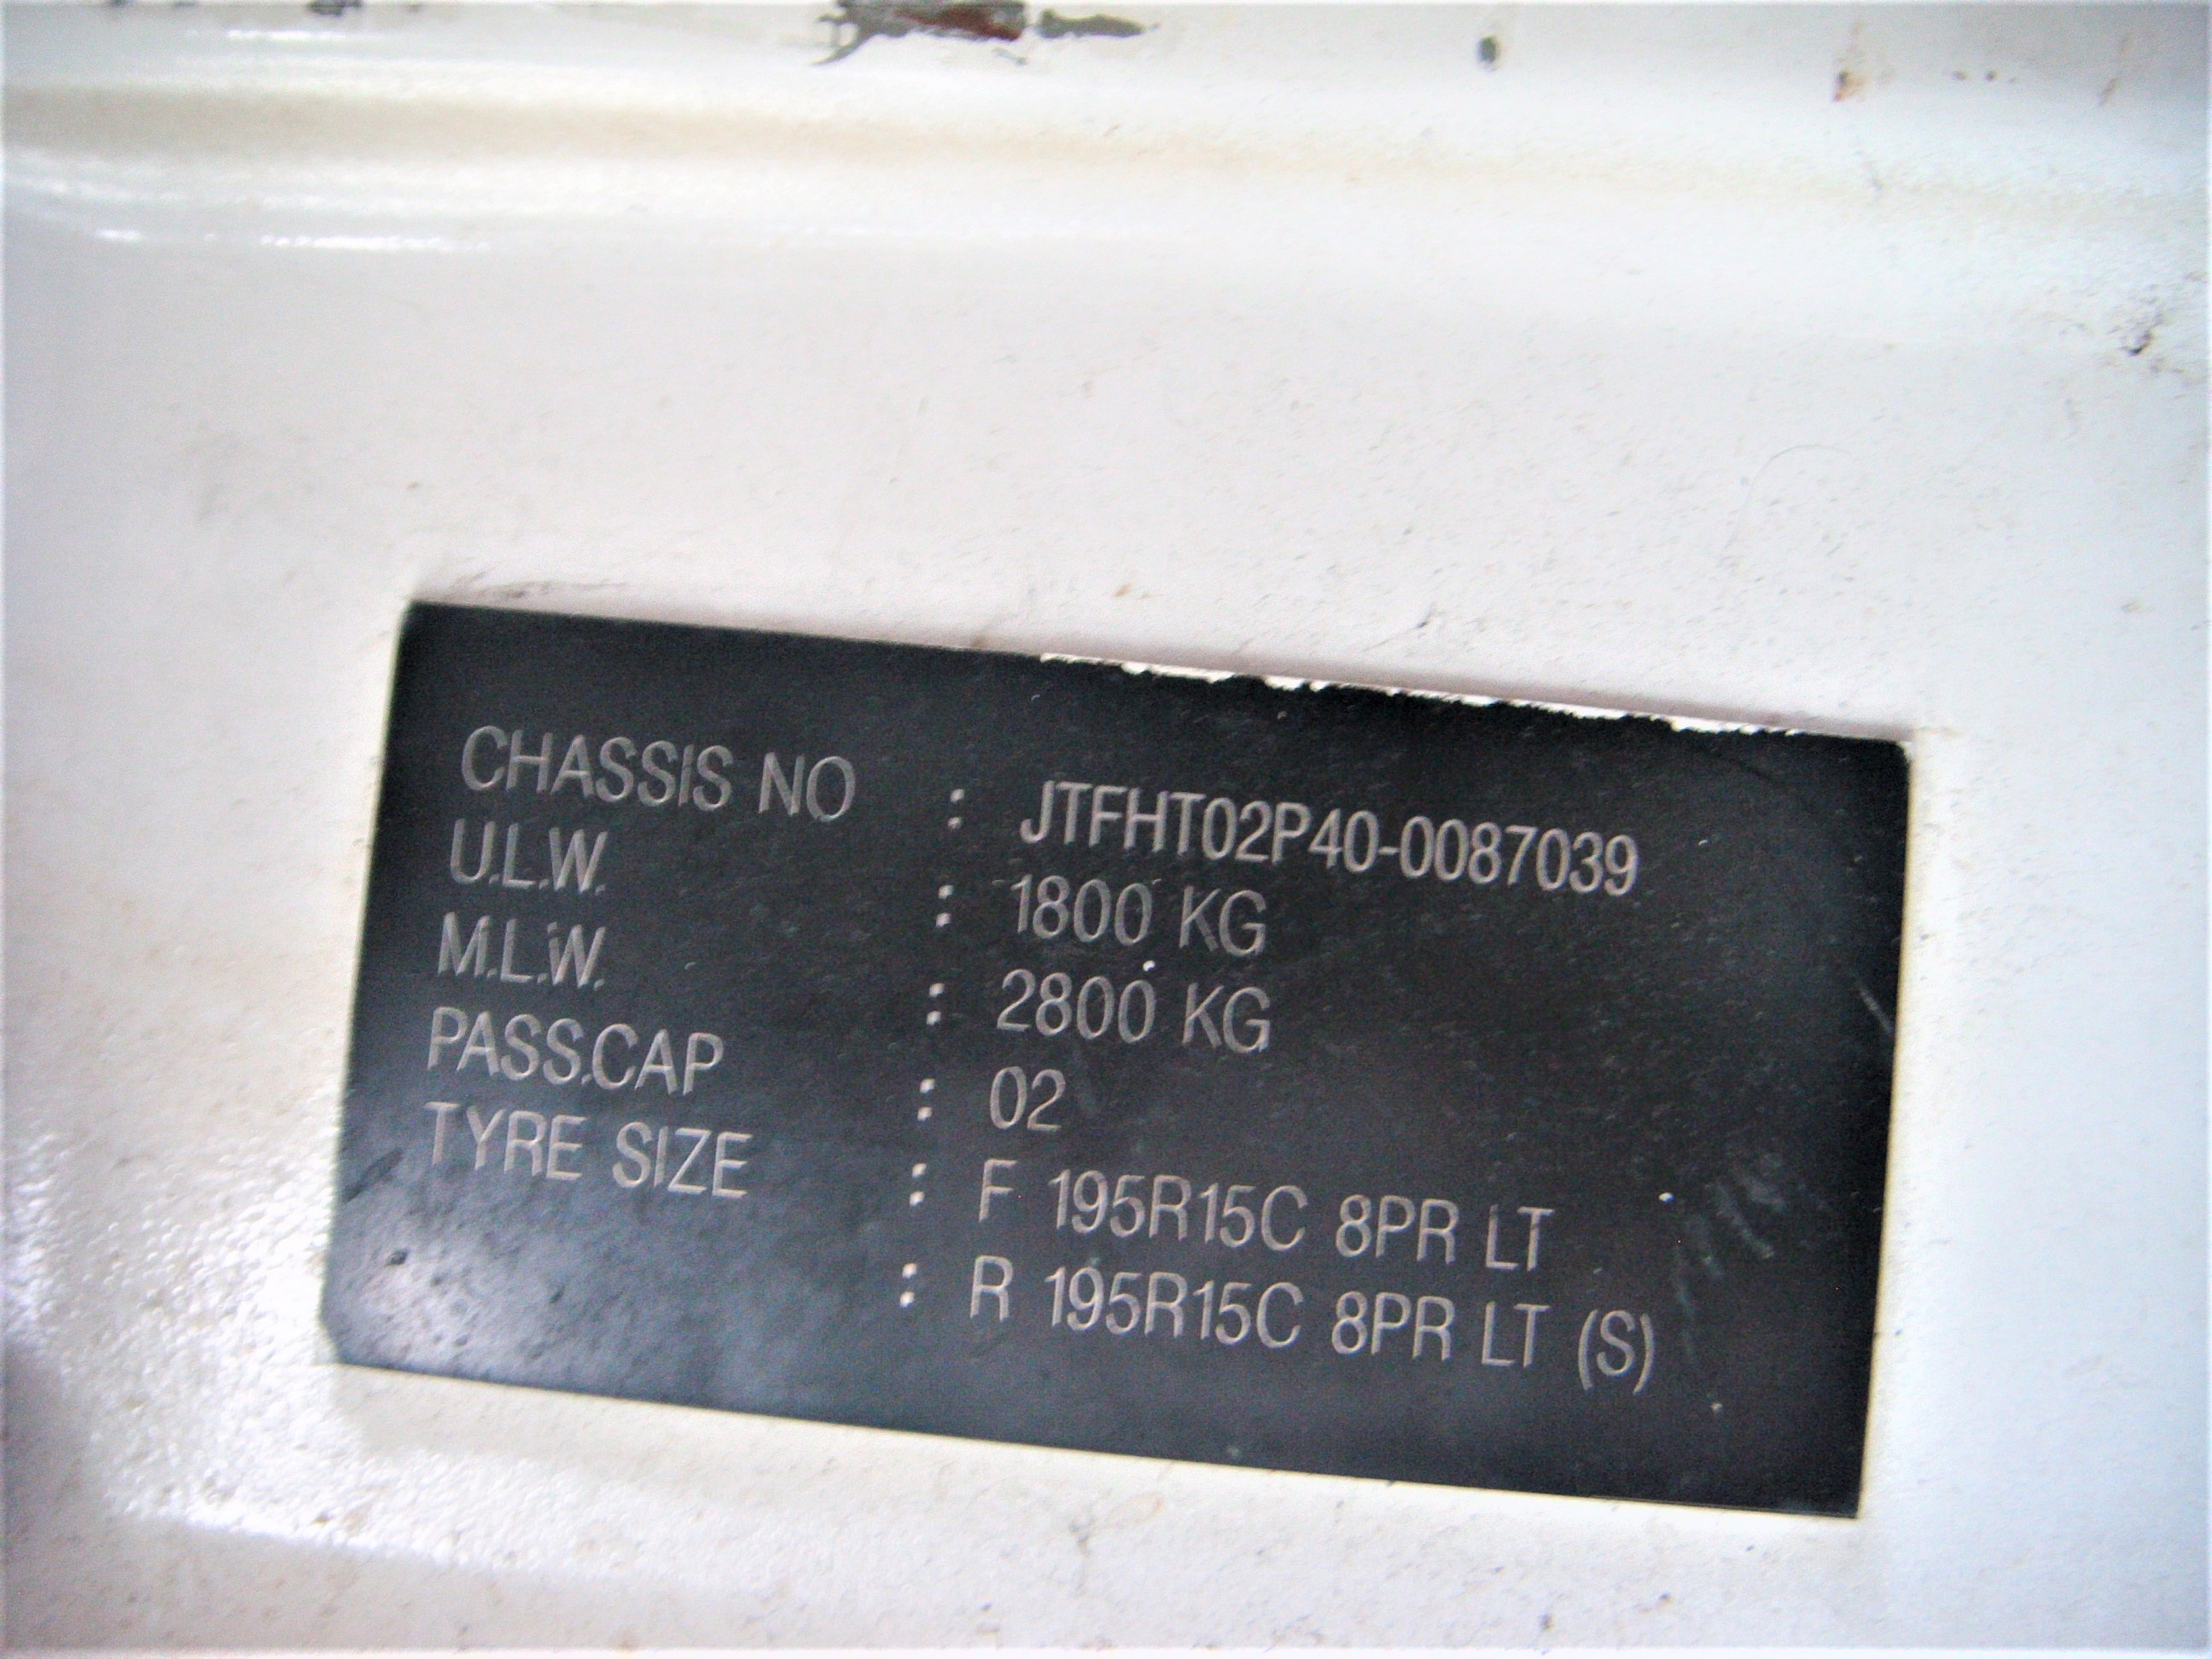 CHASSIS NO : JTFHT02P40-0087039
U.L.W. : 1800 KG
M.L.W. : 2800 KG
PASS.CAP : 02
TYRE SIZE : F 195R15C 8PR LT
: R 195R15C 8PR LT (S)